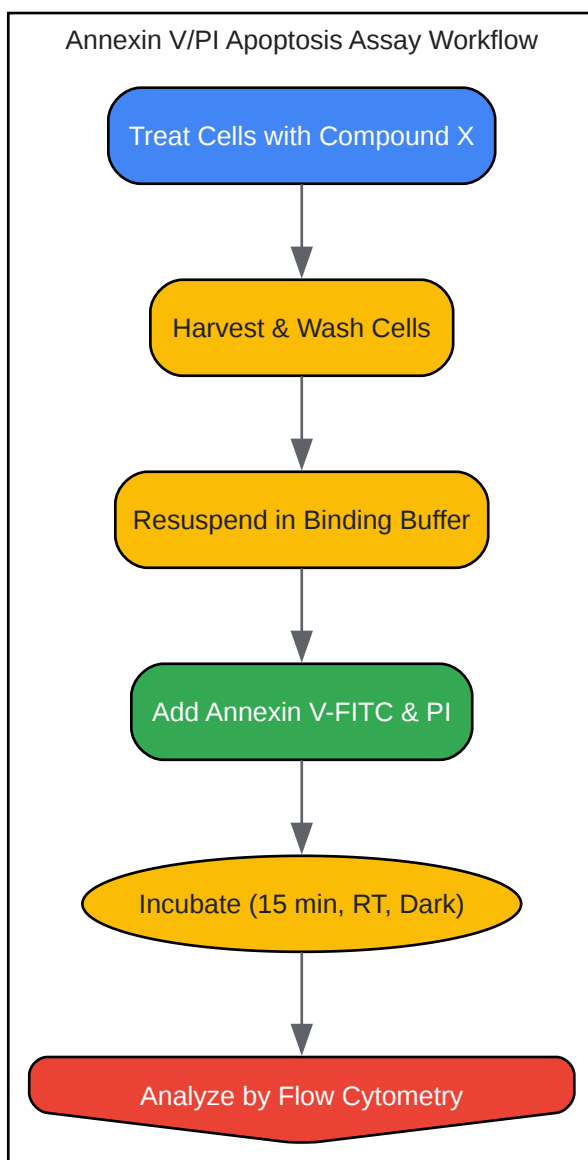 Annexin V/PI Apoptosis Assay Workflow
Treat Cells with Compound X
Harvest & Wash Cells
Resuspend in Binding Buffer
Add Annexin V-FITC & PI
Incubate (15 min, RT, Dark)
Analyze by Flow Cytometry